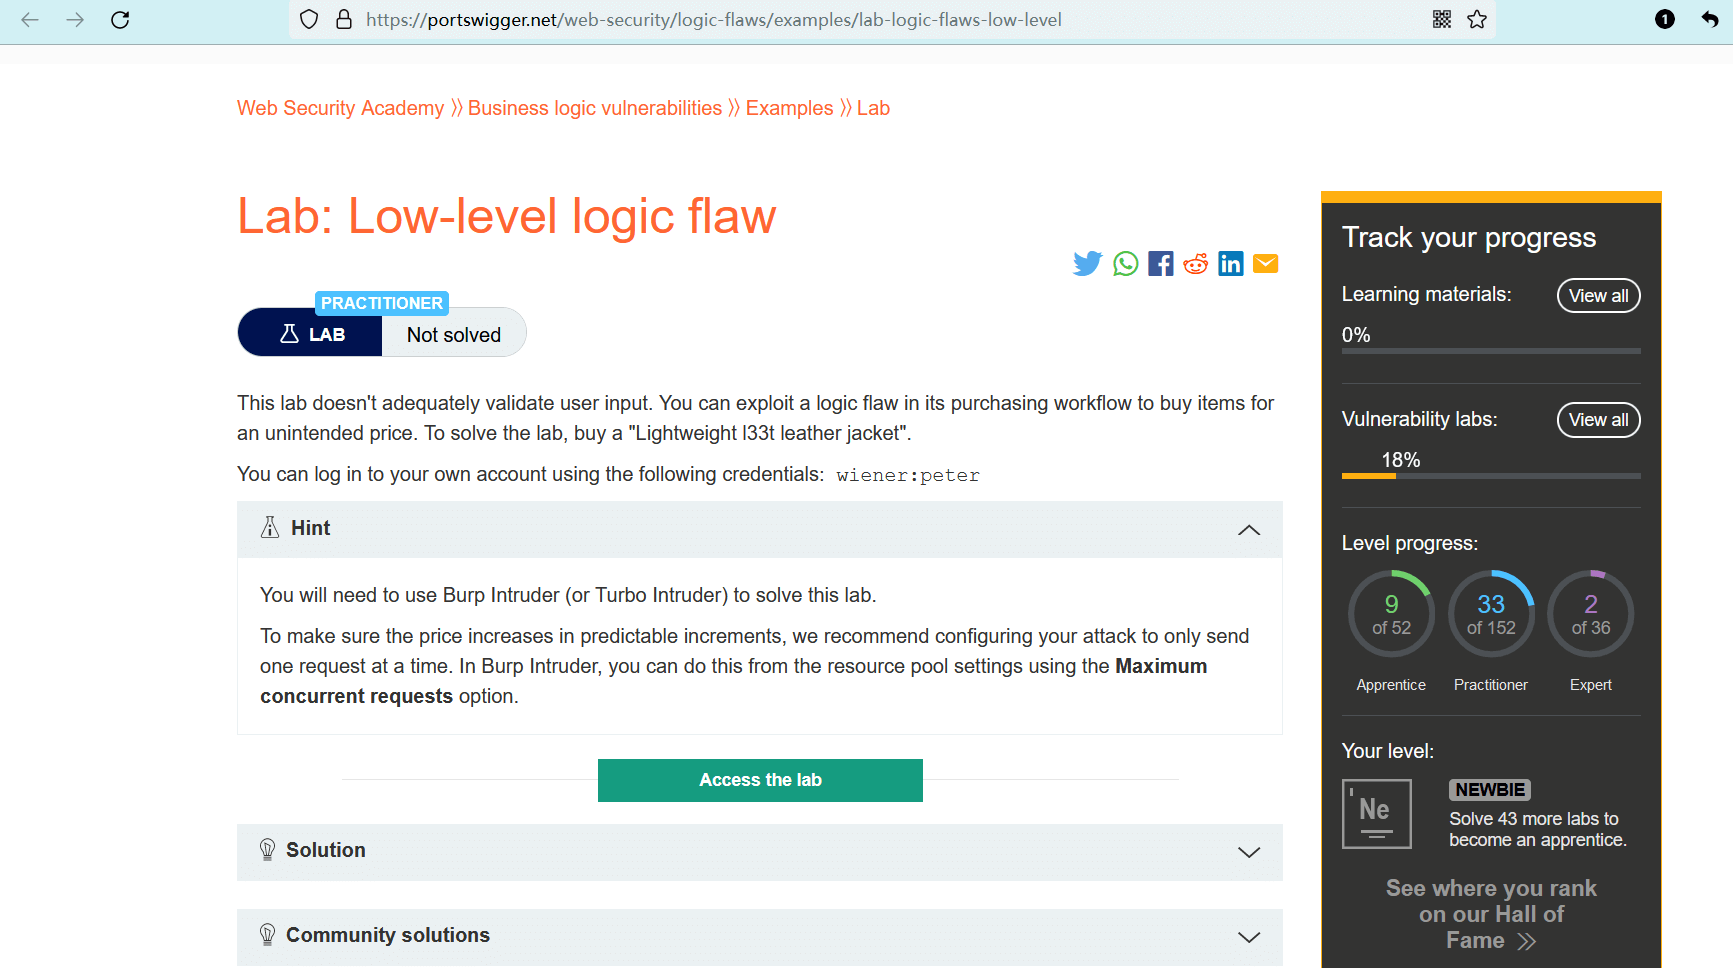 https://portswigger.net/web-security/logic-flaws/examples/lab-logic-flaws-low-level
1
Web Security Academy » Business logic vulnerabilities » Examples » Lab
Lab: Low-level logic flaw
PRACTITIONER
LAB
Not solved
This lab doesn't adequately validate user input. You can exploit a logic flaw in its purchasing workflow to buy items for
an unintended price. To solve the lab, buy a "Lightweight l33t leather jacket".
You can log in to your own account using the following credentials: wiener:peter
Hint
You will need to use Burp Intruder (or Turbo Intruder) to solve this lab.
To make sure the price increases in predictable increments, we recommend configuring your attack to only send
one request at a time. In Burp Intruder, you can do this from the resource pool settings using the Maximum
concurrent requests option.
Access the lab
Solution
Community solutions
Track your progress
Learning materials:
View all
0%
Vulnerability labs:
View all
18%
Level progress:
9
of 52
33
of 152
2
of 36
Apprentice
Practitioner
Expert
Your level:
Ne
NEWBIE
Solve 43 more labs to
become an apprentice.
See where you rank
on our Hall of
Fame »